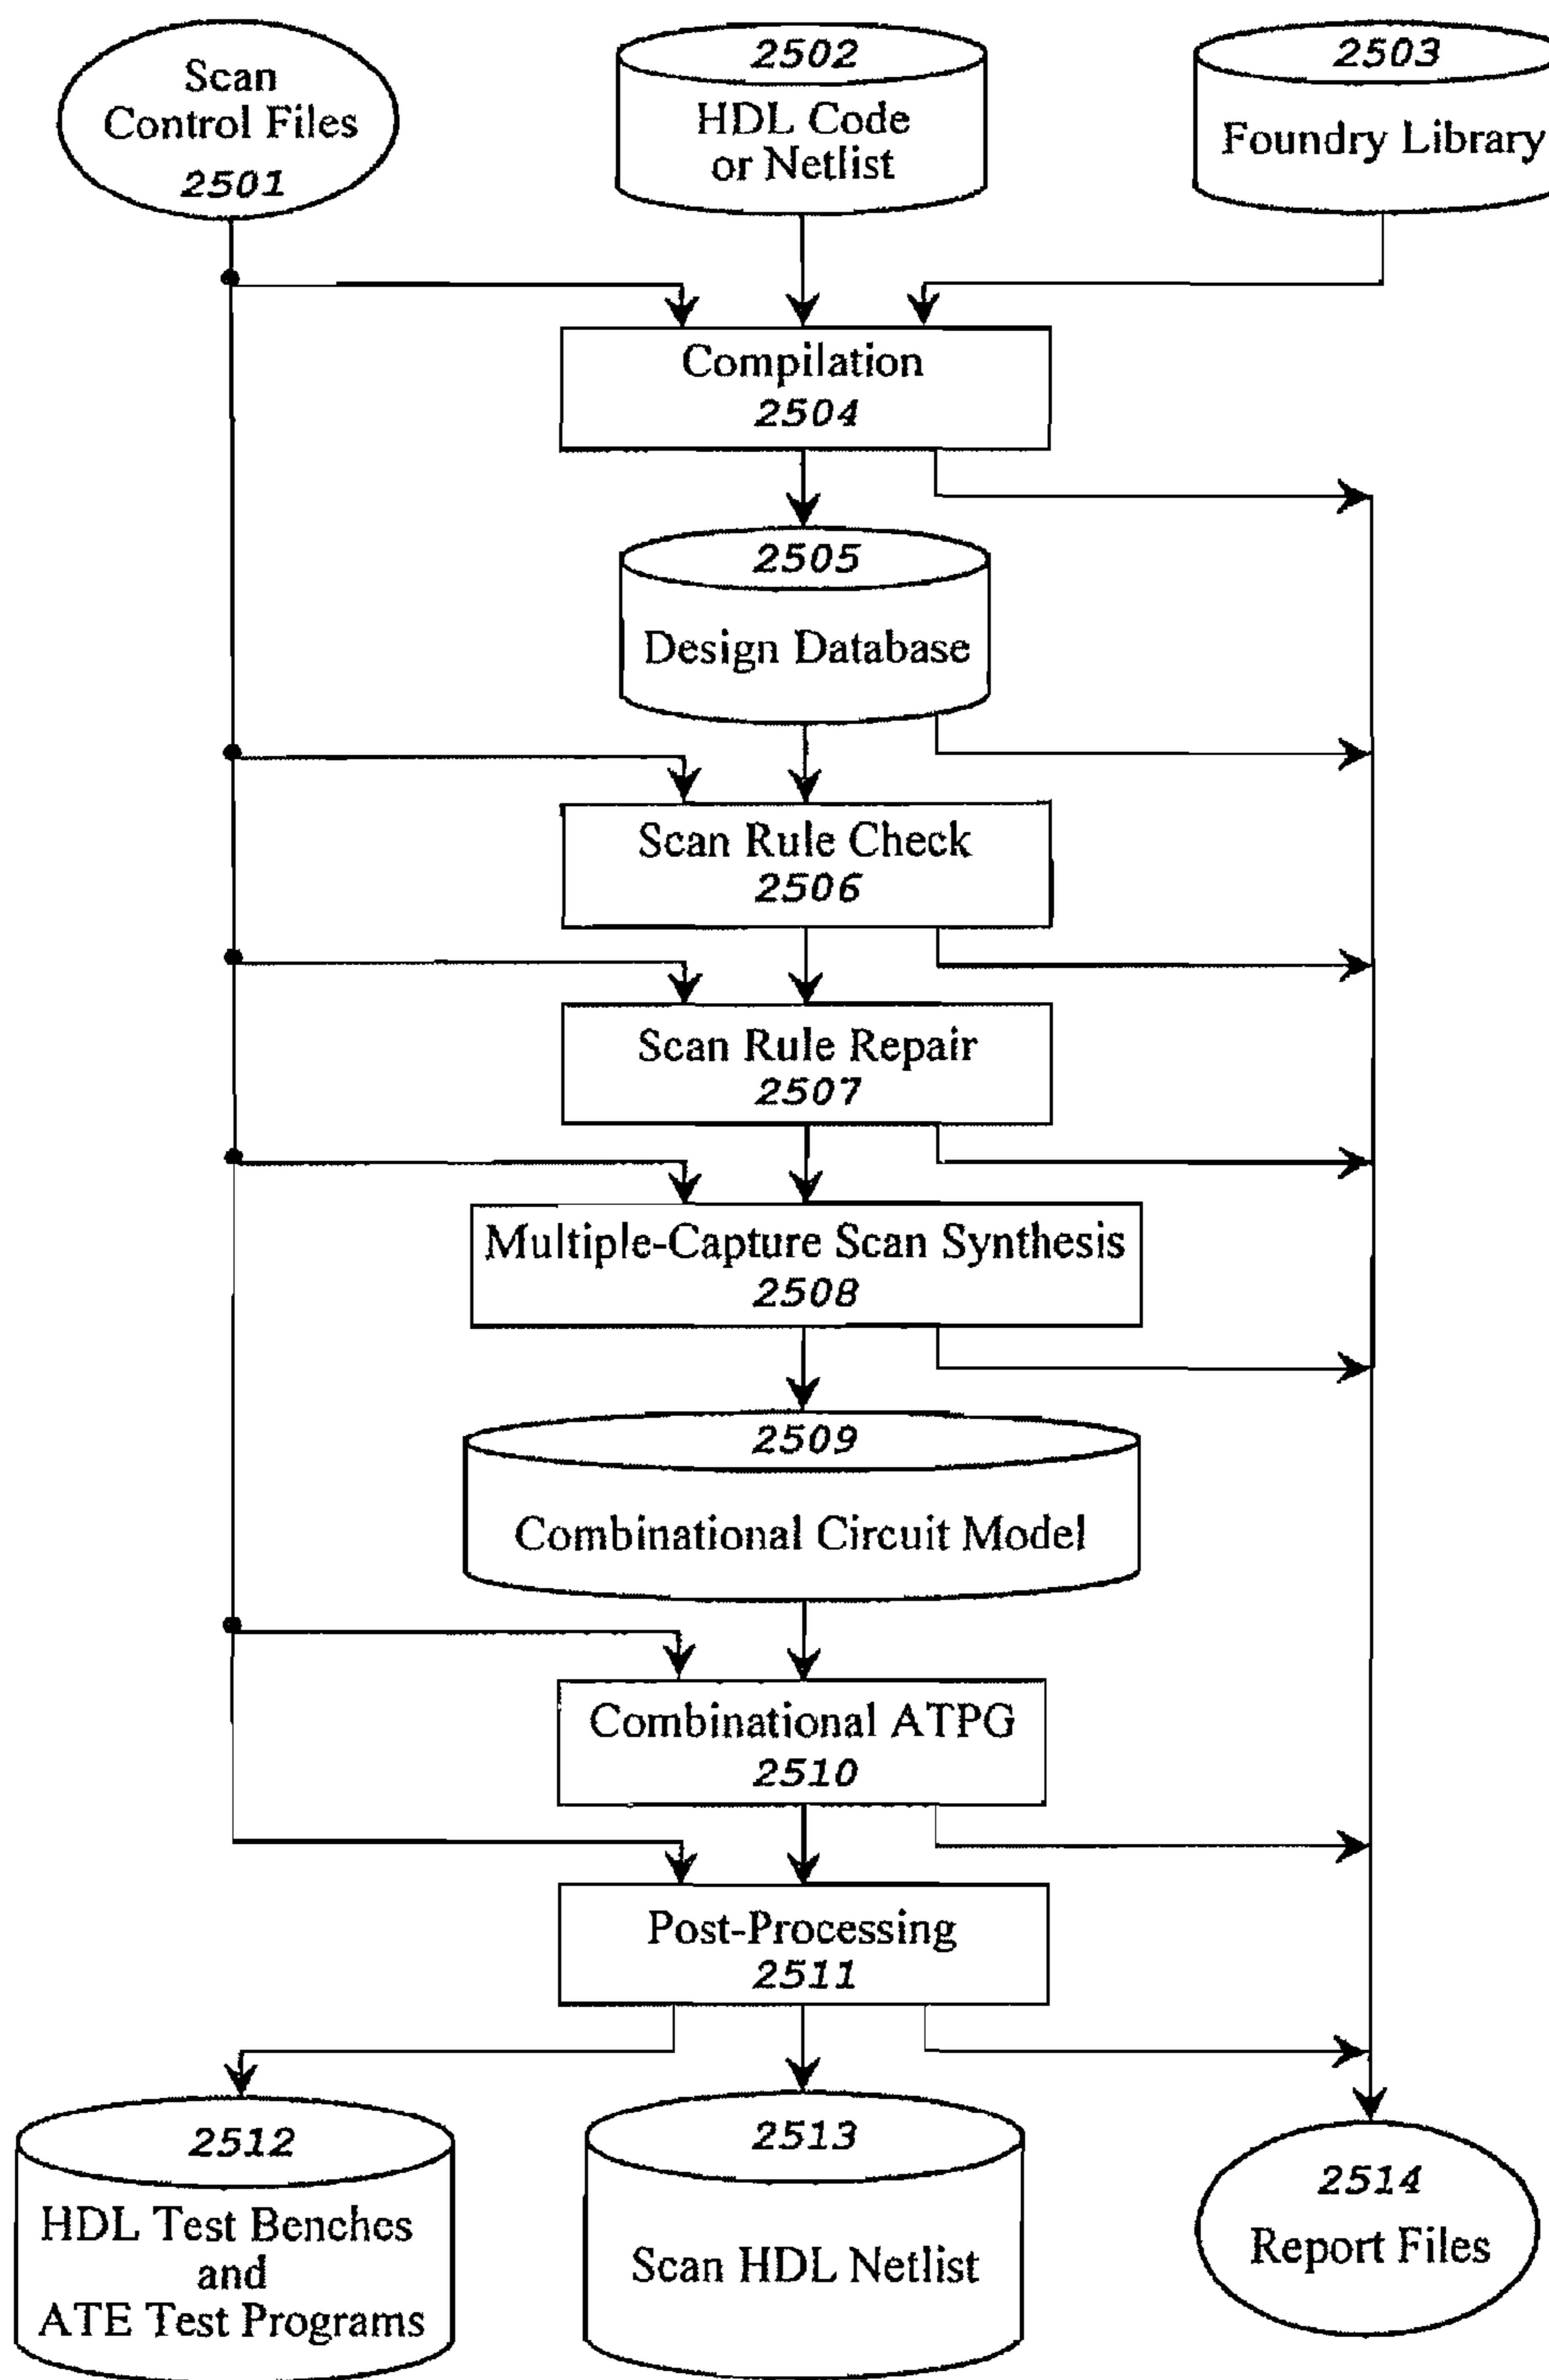 Scan
Control Files
2501
2502
HDL Code
or Netlist
2503
Foundry Library
Compilation
2504
2505
Design Database
Scan Rule Check
2506
Scan Rule Repair
2507
Multiple-Capture Scan Synthesis
2508
2509
Combinational Circuit Model
Combinational ATPG
2510
Post-Processing
2511
2512
HDL Test Benches
and
ATE Test Programs
2513
Scan HDL Netlist
2514
Report Files